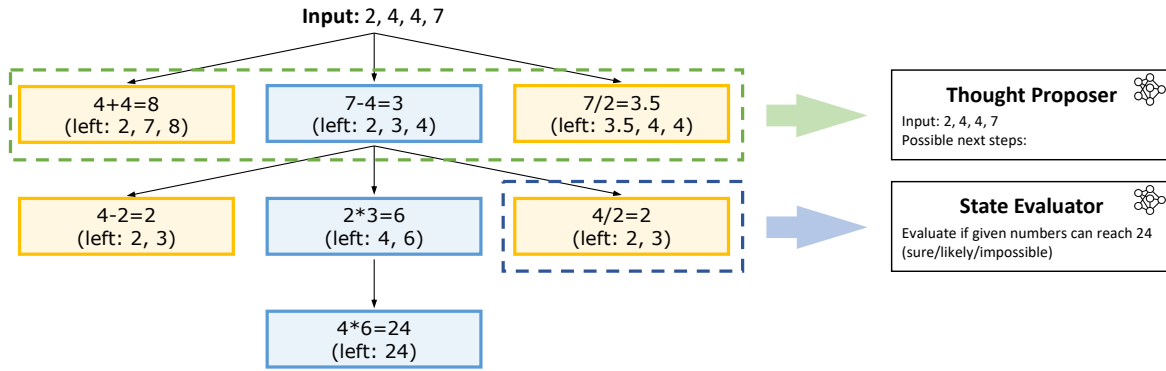 Input: 2, 4, 4, 7
4+4=8
(left: 2, 7, 8)
7-4=3
(left: 2, 3, 4)
7/2=3.5
(left: 3.5, 4, 4)
Thought Proposer
Input: 2, 4, 4, 7
Possible next steps:
4-2=2
(left: 2, 3)
2*3=6
(left: 4, 6)
4/2=2
(left: 2, 3)
State Evaluator
Evaluate if given numbers can reach 24
(sure/likely/impossible)
4*6=24
(left: 24)